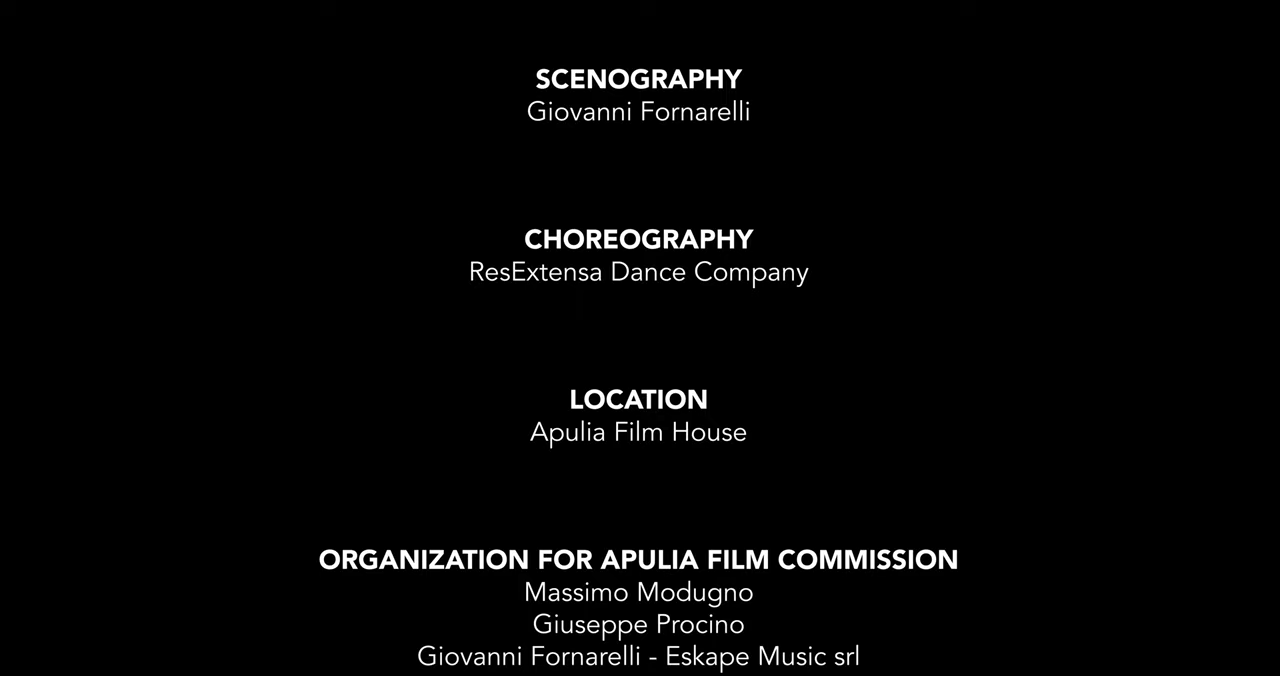 SCENOGRAPHY
Giovanni Fornarelli
CHOREOGRAPHY
ResExtensa Dance Company
LOCATION
Apulia Film House
ORGANIZATION FOR APULIA FILM COMMISSION
Massimo Modugno
Giuseppe Procino
Giovanni Fornarelli - Eskape Music srl